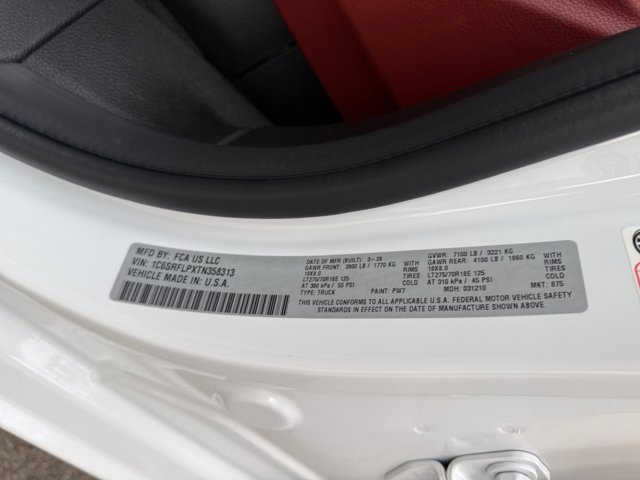 MFD BY: FCA US LLC
VIN: 1C6SRFLPXTN358313
VEHICLE MADE IN: U.S.A.
DATE OF MFR (BUILT): 3-26
GAWR FRONT: 3900 LB / 1770 KG WITH
18X8.0 TIRES
LT275/70R18E 125 COLD
AT 380 kPa / 55 PSI
TYPE: TRUCK PAINT: PW7
GVWR: 7100 LB / 3221 KG
GAWR REAR: 4100 LB / 1860 KG WITH
18X8.0 TIRES
LT275/70R18E 125 COLD
AT 310 kPa / 45 PSI
MDH: 031210 MKT: 875
THIS VEHICLE CONFORMS TO ALL APPLICABLE U.S.A. FEDERAL MOTOR VEHICLE SAFETY
STANDARDS IN EFFECT ON THE DATE OF MANUFACTURE SHOWN ABOVE